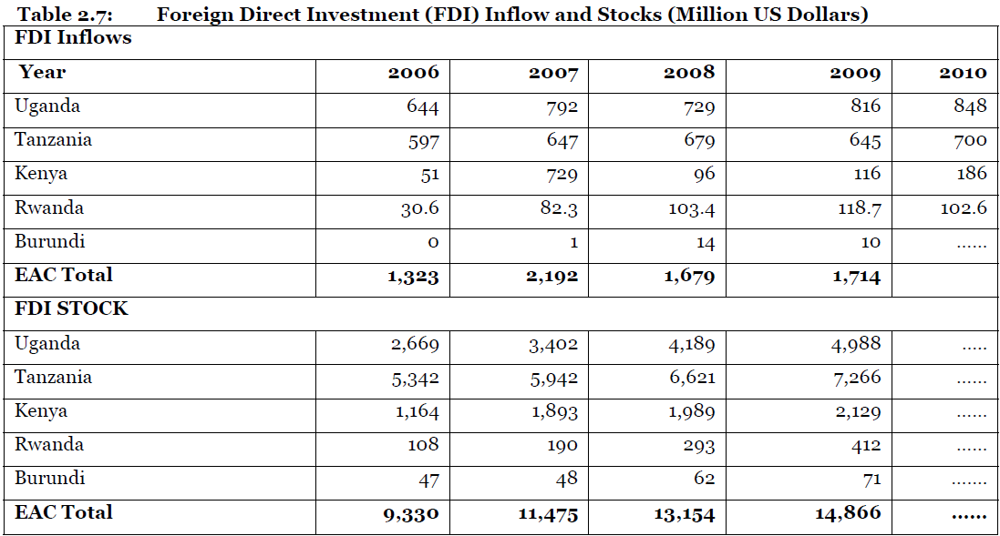 Table 2.7: Foreign Direct Investment (FDI) Inflow and Stocks (Million US Dollars)
FDI Inflows
Year 2006 2007 2008 2009 2010
Uganda 644 792 729 816 848
Tanzania 597 647 679 645 700
Kenya 51 729 96 116 186
Rwanda 30.6 82.3 103.4 118.7 102.6
Burundi 0 1 14 10 ......
EAC Total 1,323 2,192 1,679 1,714
FDI STOCK
Uganda 2,669 3,402 4,189 4,988 .....
Tanzania 5,342 5,942 6,621 7,266 ......
Kenya 1,164 1,893 1,989 2,129 ......
Rwanda 108 190 293 412 ......
Burundi 47 48 62 71 .......
EAC Total 9,330 11,475 13,154 14,866 ......